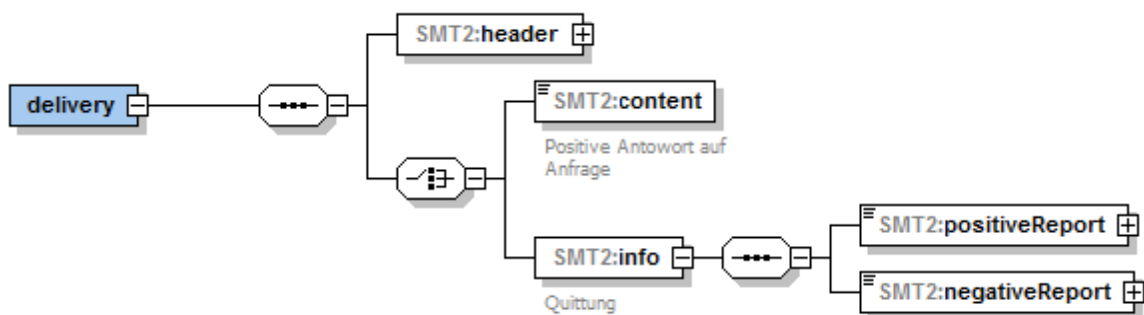 SMT2:header
delivery
SMT2:content
Positive Antowort auf
Anfrage
SMT2:info
Quittung
SMT2:positiveReport
SMT2:negativeReport